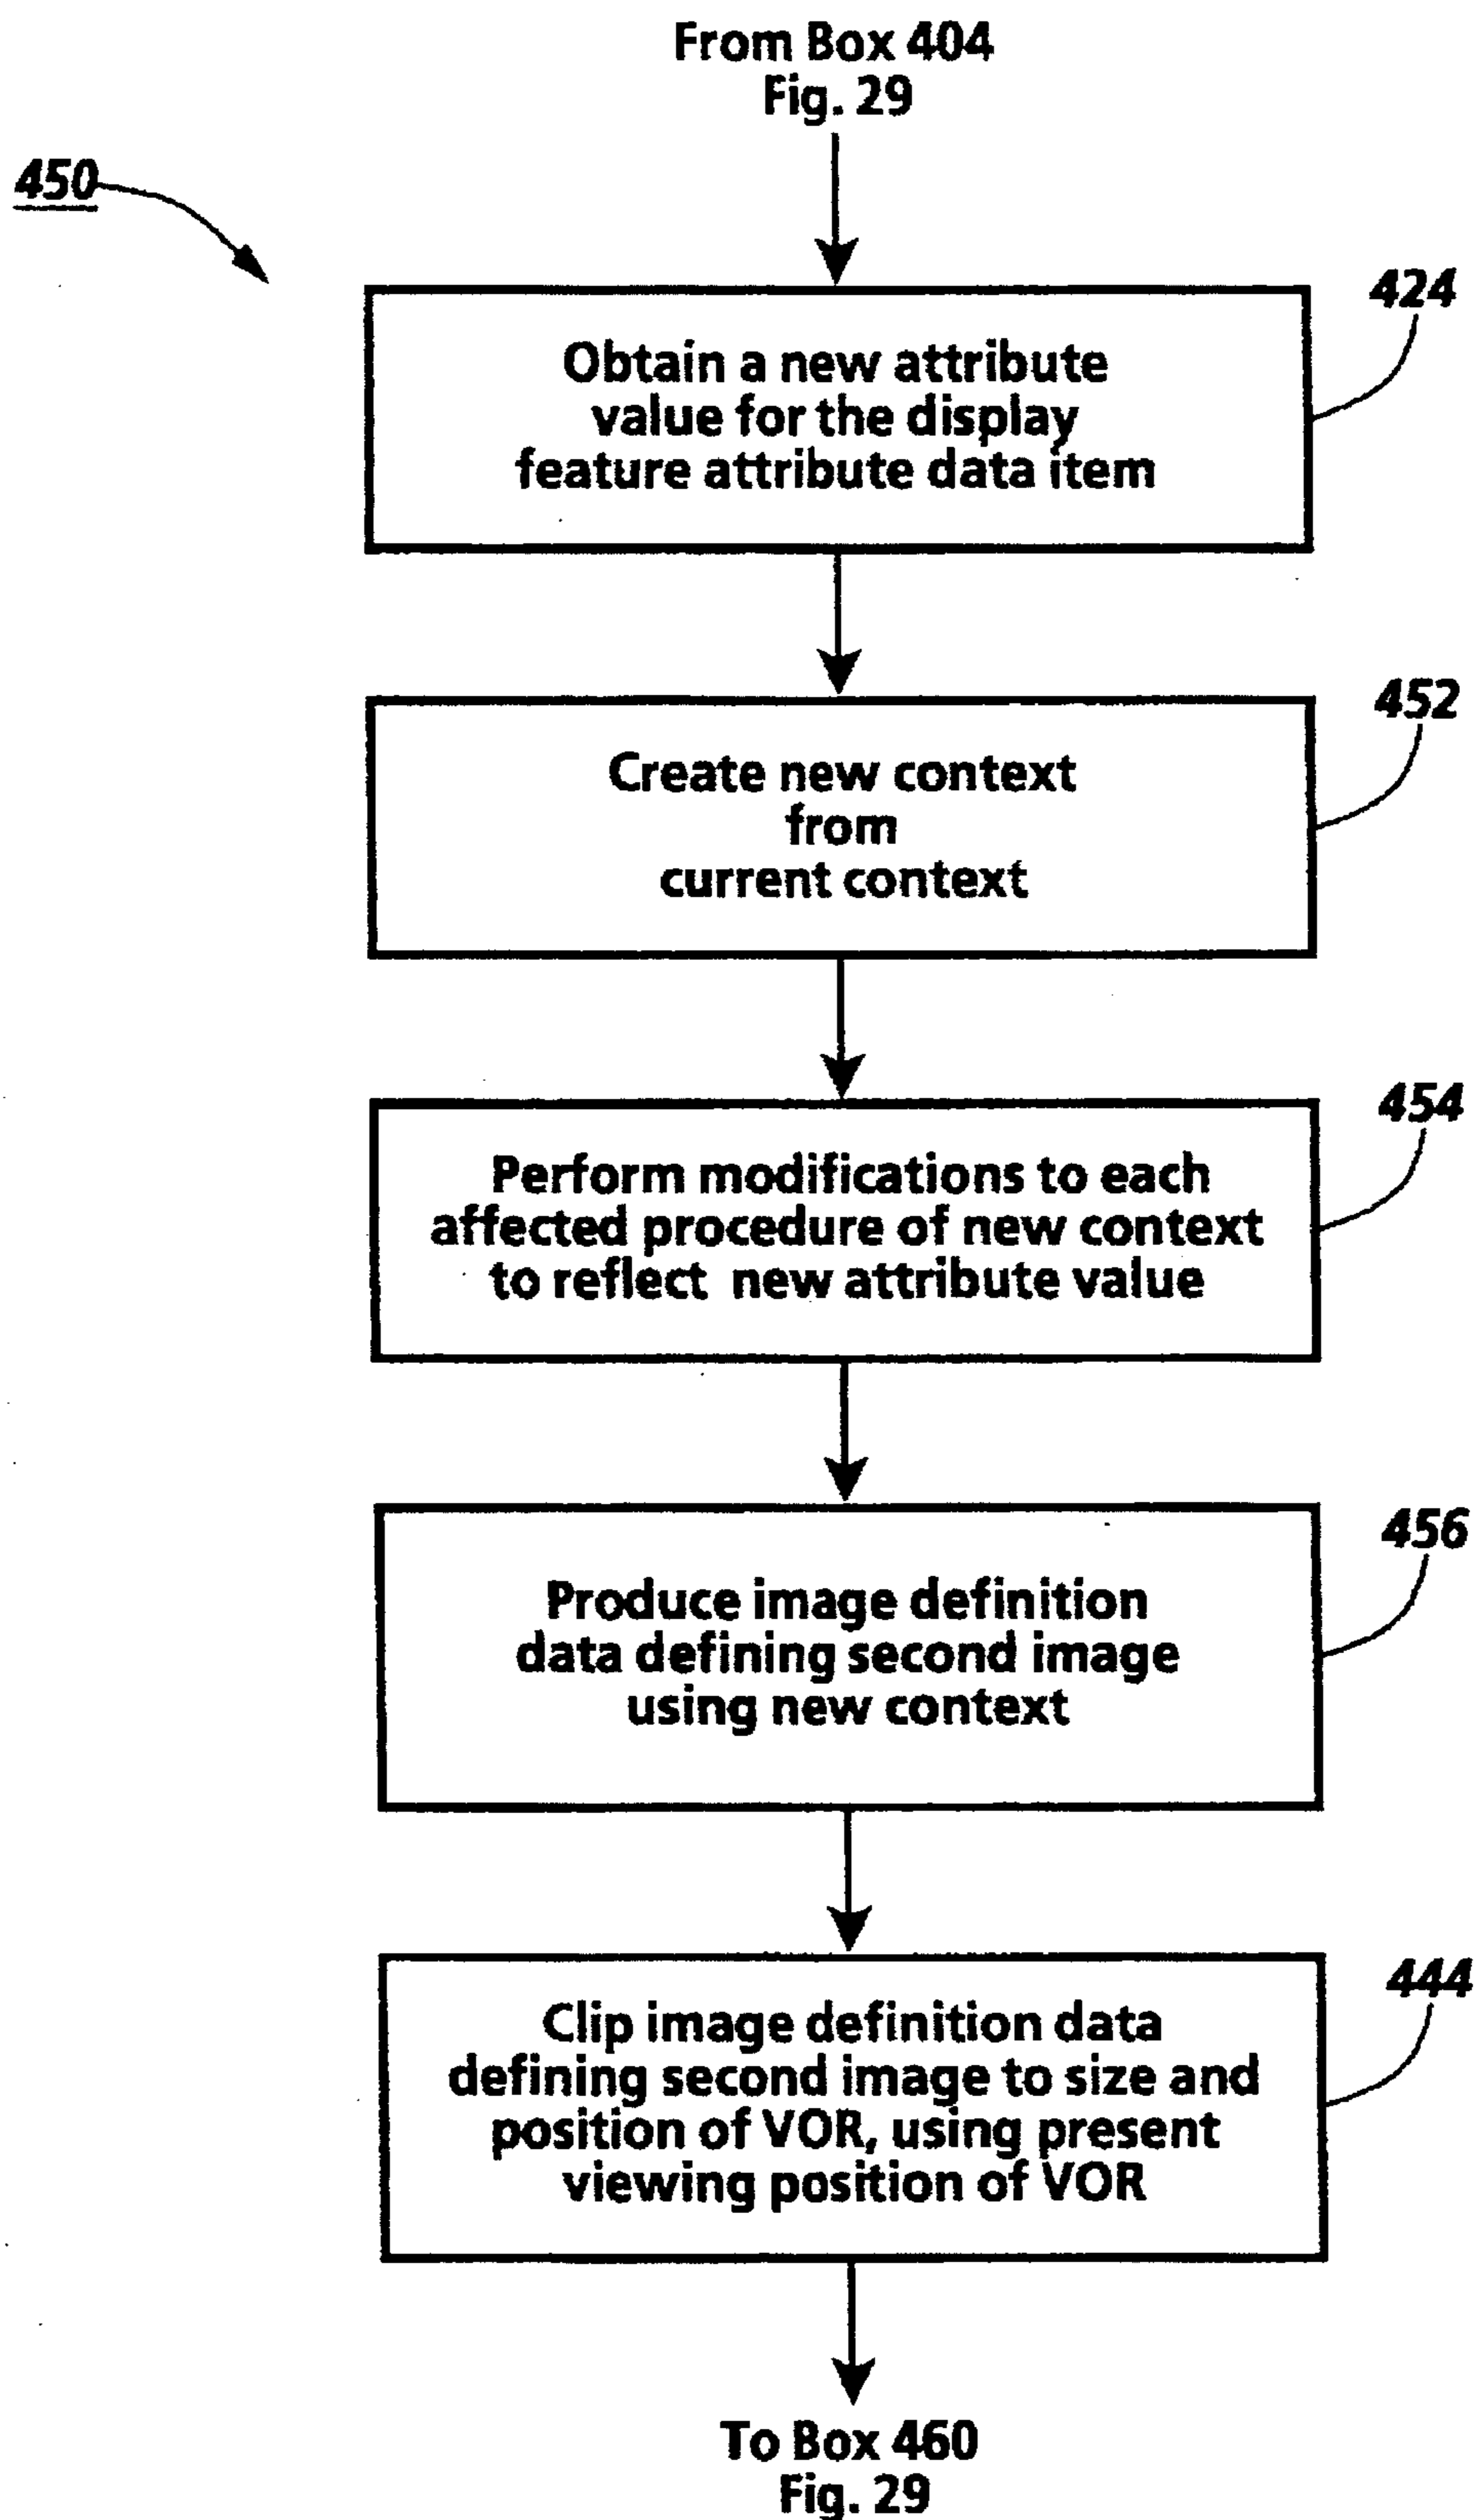 From Box 404
Fig. 29
450
424
Obtain a new attribute
value for the display
feature attribute data item
452
Create new context
from
current context
454
Perform modifications to each
affected procedure of new context
to reflect new attribute value
456
Produce image definition
data defining second image
using new context
444
Clip image definition data
defining second image to size and
position of VOR, using present
viewing position of VOR
To Box 460
Fig. 29